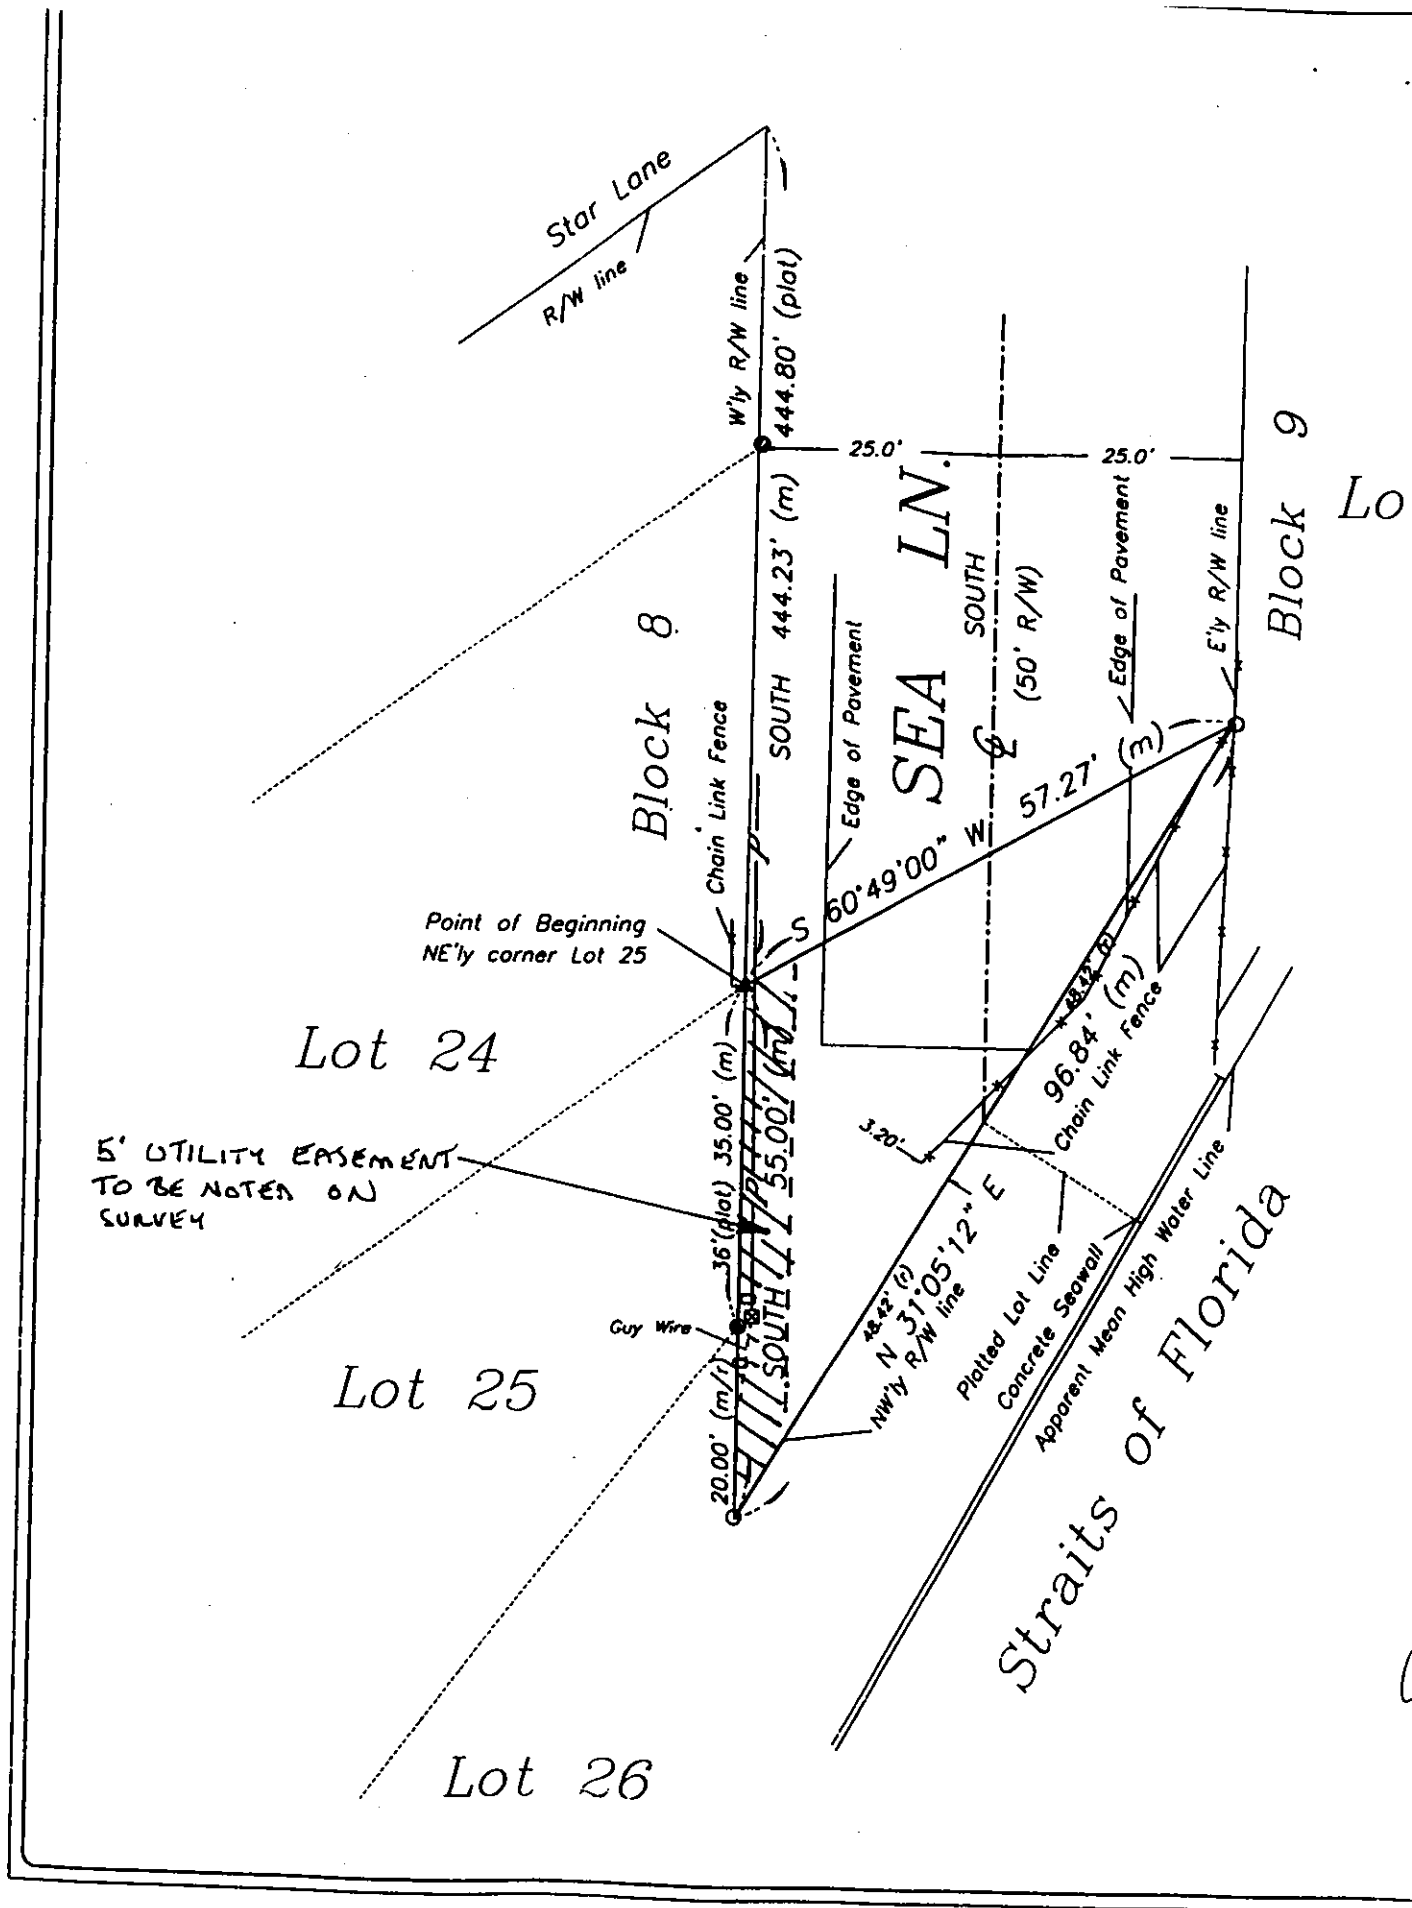 Star Lane
R/W line
W'ly R/W line
444.80' (plat)
25.0'
25.0'
SEA LN.
SOUTH
(50' R/W)
SOUTH 444.23' (m)
Edge of Pavement
Edge of Pavement
E'ly R/W line
Block 9
Lo
Block 8
Chain Link Fence
S 60°49'00" W 57.27' (m)
Point of Beginning
NE'ly corner Lot 25
Lot 24
5' UTILITY EASEMENT
TO BE NOTED ON
SURVEY
36'(plat) 35.00' (m)
SOUTH 55.00' (m)
48.42' (r)
96.84' (m)
Chain Link Fence
3.20'
48.42' (r)
N 31°05'12" E
NW'ly R/W line
Platted Lot Line
Concrete Seawall
Apparent Mean High Water Line
Straits of Florida
Guy Wire
20.00' (m/r)
Lot 25
Lot 26